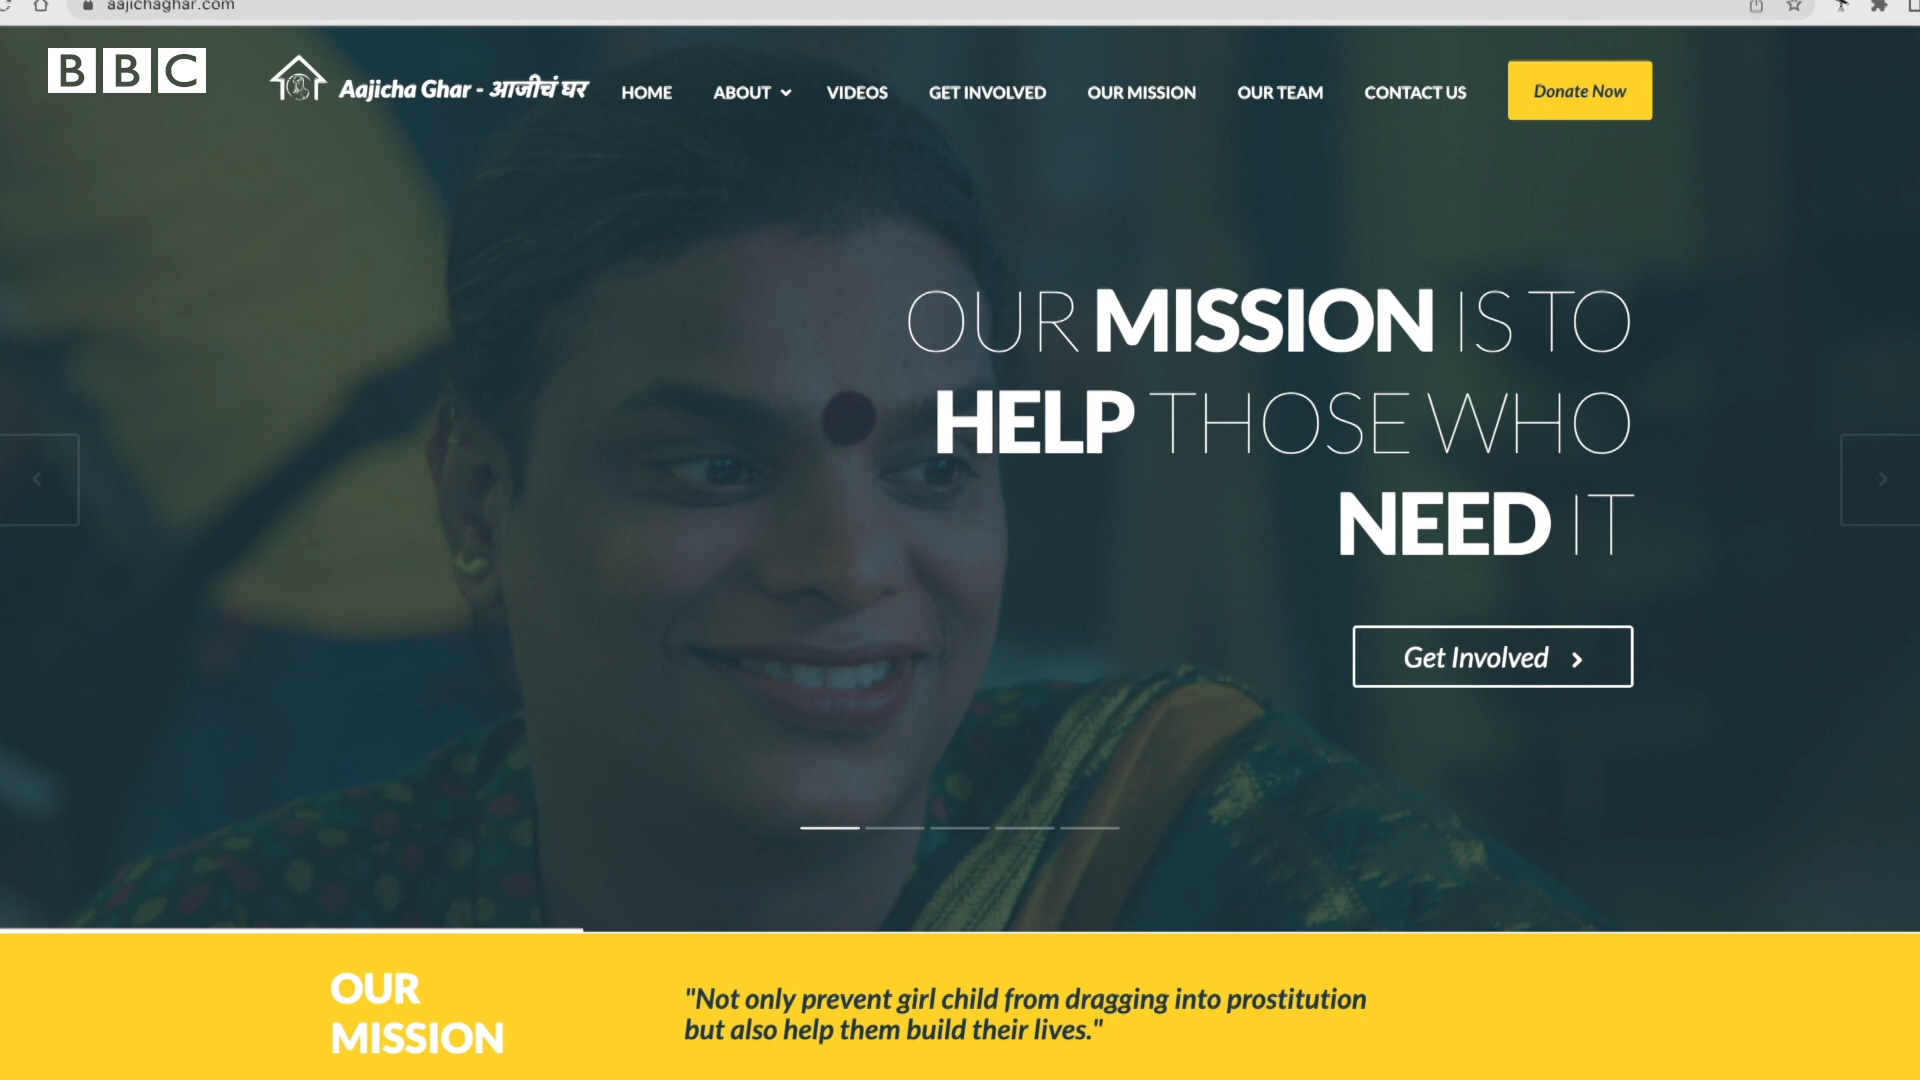 aajichaghar.com
BBC
Aajicha Ghar - आजीचं घर
HOME
ABOUT
VIDEOS
GET INVOLVED
OUR MISSION
OUR TEAM
CONTACT US
Donate Now
OUR MISSION IS TO
HELP THOSE WHO
NEED IT
Get Involved
OUR
MISSION
"Not only prevent girl child from dragging into prostitution
but also help them build their lives."